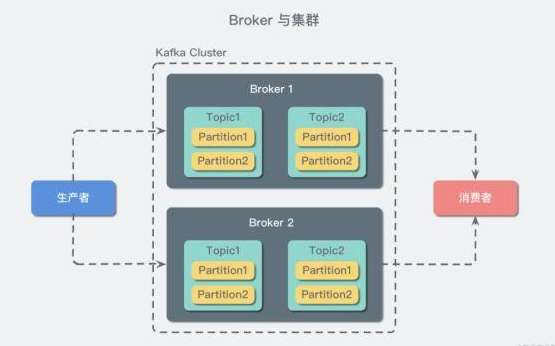 Broker 与集群
Kafka Cluster
Broker 1
Topic1
Partition1
Partition2
Topic2
Partition1
Partition2
生产者
消费者
Broker 2
Topic1
Partition1
Partition2
Topic2
Partition1
Partition2